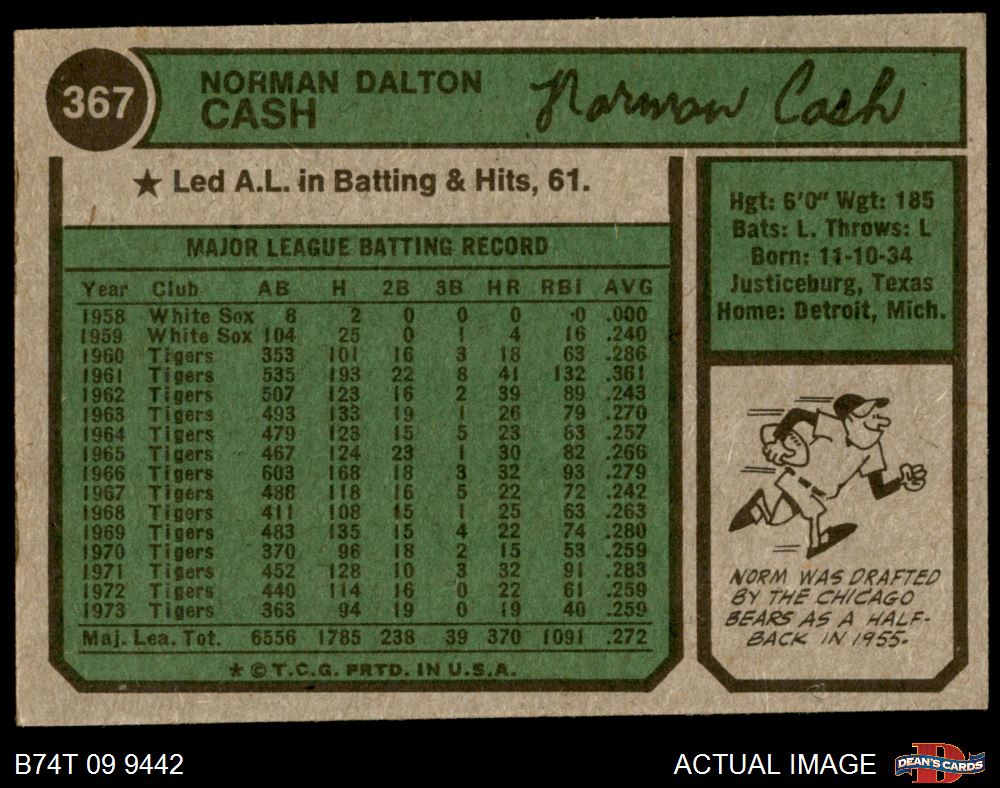 367
NORMAN DALTON
CASH
Norman Cash
★ Led A.L. in Batting & Hits, 61.
MAJOR LEAGUE BATTING RECORD
Year Club AB H 2B 3B HR RBI AVG
1958 White Sox 8 2 0 0 0 0 .000
1959 White Sox 104 25 0 1 4 16 .240
1960 Tigers 353 101 16 3 18 63 .286
1961 Tigers 535 193 22 8 41 132 .361
1962 Tigers 507 123 16 2 39 89 .243
1963 Tigers 493 133 19 1 26 79 .270
1964 Tigers 479 123 15 5 23 83 .257
1965 Tigers 467 124 23 1 30 82 .266
1966 Tigers 603 168 18 3 32 93 .279
1967 Tigers 488 118 16 5 22 72 .242
1968 Tigers 411 108 15 1 25 63 .263
1969 Tigers 483 135 15 4 22 74 .280
1970 Tigers 370 96 18 2 15 53 .259
1971 Tigers 452 128 10 3 32 91 .283
1972 Tigers 440 114 16 0 22 61 .259
1973 Tigers 363 94 19 0 19 40 .259
Maj. Lea. Tot. 6556 1785 238 39 370 1091 .272
★ © T.C.G. PRTD. IN U.S.A.
Hgt: 6'0" Wgt: 185
Bats: L. Throws: L
Born: 11-10-34
Justiceburg, Texas
Home: Detroit, Mich.
NORM WAS DRAFTED
BY THE CHICAGO
BEARS AS A HALF-
BACK IN 1955.
B74T 09 9442
ACTUAL IMAGE
DEAN'S CARDS